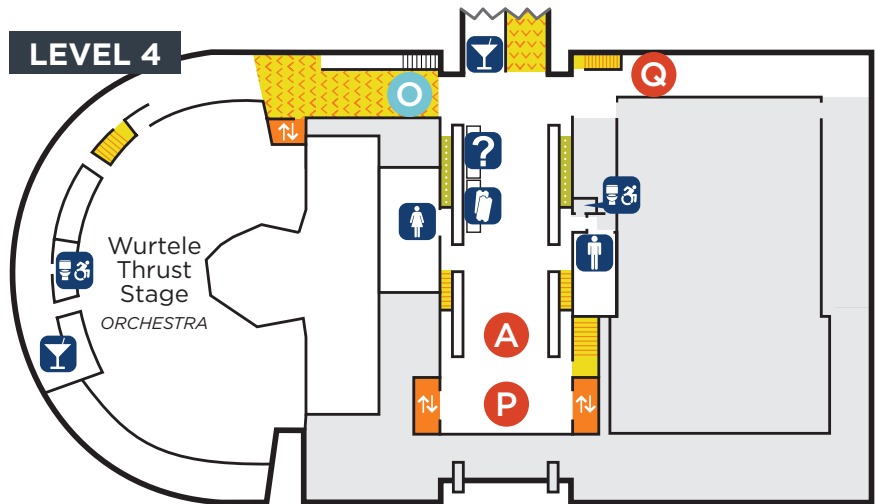 LEVEL 4
Q
O
?
Wurtele
Thrust
Stage
ORCHESTRA
A
P